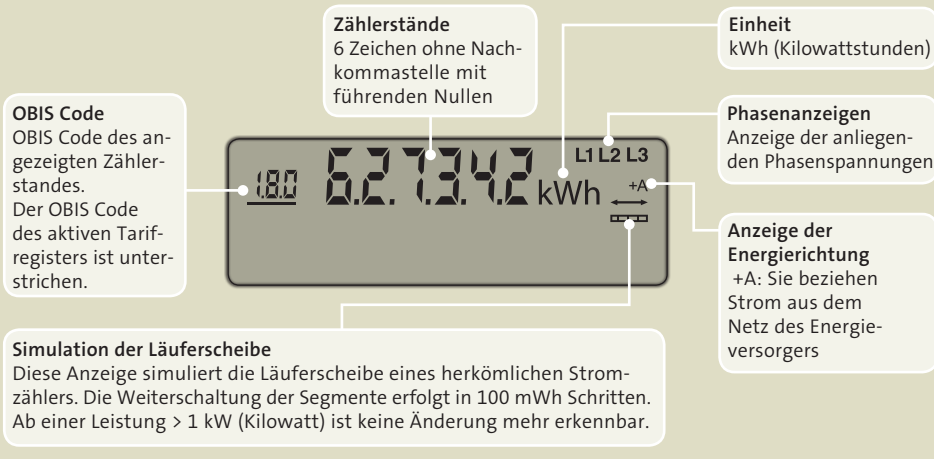 Zählerstände
6 Zeichen ohne Nach-
kommastelle mit
führenden Nullen
Einheit
kWh (Kilowattstunden)
OBIS Code
OBIS Code des an-
gezeigten Zähler-
standes.
Der OBIS Code
des aktiven Tarif-
registers ist unter-
strichen.
Phasenanzeigen
Anzeige der anliegen-
den Phasenspannungen
1.8.0 6.2.7.3.4.2 kWh
L1 L2 L3
+A
Anzeige der
Energierichtung
+A: Sie beziehen
Strom aus dem
Netz des Energie-
versorgers
Simulation der Läuferscheibe
Diese Anzeige simuliert die Läuferscheibe eines herkömlichen Strom-
zählers. Die Weiterschaltung der Segmente erfolgt in 100 mWh Schritten.
Ab einer Leistung > 1 kW (Kilowatt) ist keine Änderung mehr erkennbar.